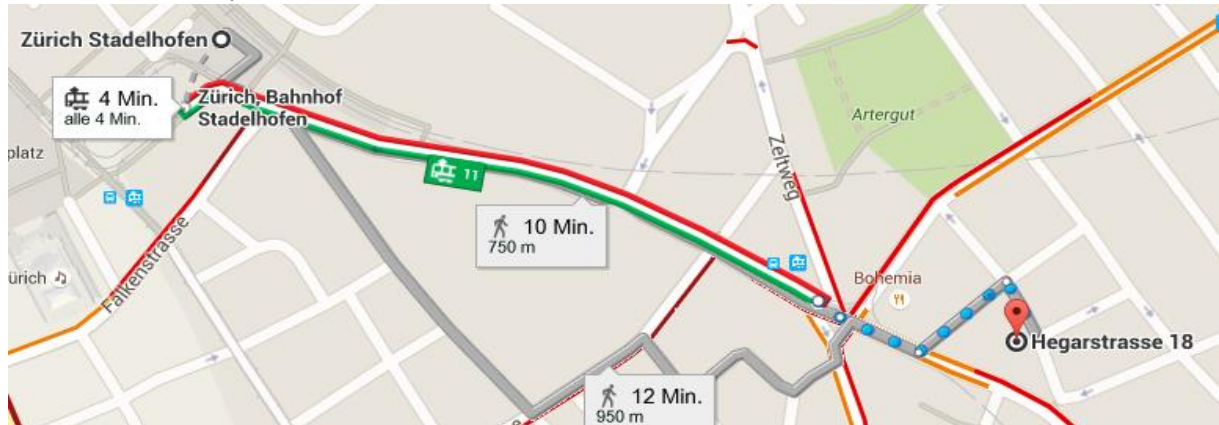 Zürich Stadelhofen
4 Min.
alle 4 Min.
Zürich, Bahnhof
Stadelhofen
platz
11
Artergut
Zeltweg
10 Min.
750 m
ürich
Falkenstrasse
Bohemia
Hegarstrasse 18
12 Min.
950 m